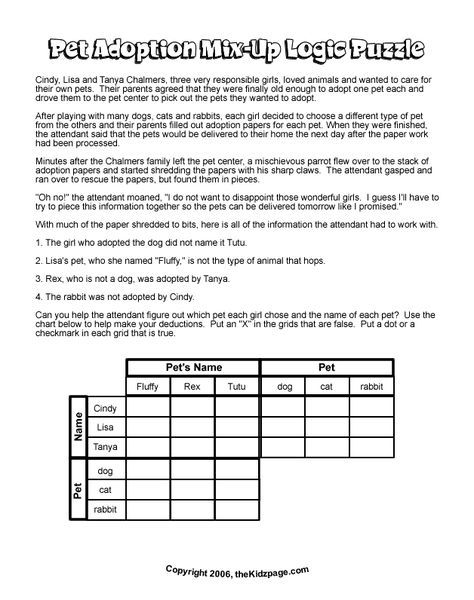 Pet Adoption Mix-Up Logic Puzzle
Cindy, Lisa and Tanya Chalmers, three very responsible girls, loved animals and wanted to care for
their own pets. Their parents agreed that they were finally old enough to adopt one pet each and
drove them to the pet center to pick out the pets they wanted to adopt.
After playing with many dogs, cats and rabbits, each girl decided to choose a different type of pet
from the others and their parents filled out adoption papers for each pet. When they were finished,
the attendant said that the pets would be delivered to their home the next day after the paper work
had been processed.
Minutes after the Chalmers family left the pet center, a mischievous parrot flew over to the stack of
adoption papers and started shredding the papers with his sharp claws. The attendant gasped and
ran over to rescue the papers, but found them in pieces.
"Oh no!" the attendant moaned, "I do not want to disappoint those wonderful girls. I guess I'll have to
try to piece this information together so the pets can be delivered tomorrow like I promised."
With much of the paper shredded to bits, here is all of the information the attendant had to work with.
1. The girl who adopted the dog did not name it Tutu.
2. Lisa's pet, who she named "Fluffy," is not the type of animal that hops.
3. Rex, who is not a dog, was adopted by Tanya.
4. The rabbit was not adopted by Cindy.
Can you help the attendant figure out which pet each girl chose and the name of each pet? Use the
chart below to help make your deductions. Put an "X" in the grids that are false. Put a dot or a
checkmark in each grid that is true.
Pet's Name Pet
Fluffy Rex Tutu dog cat rabbit
Name
Cindy
Lisa
Tanya
Pet
dog
cat
rabbit
Copyright 2006, theKidzpage.com